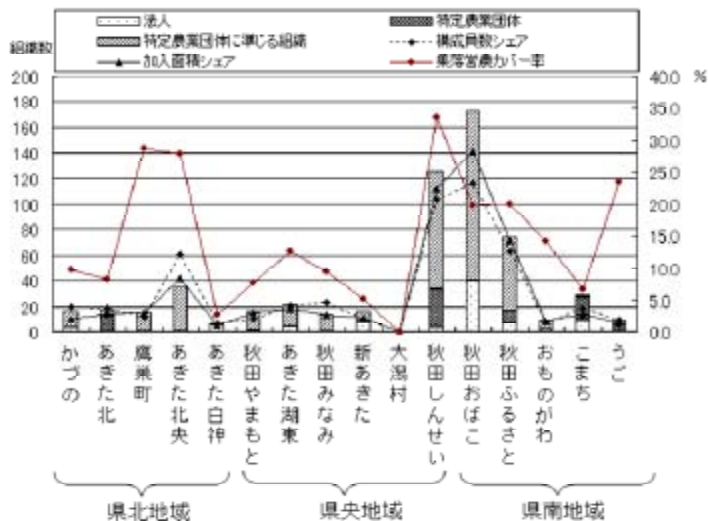 法人 特定農業団体
特定農業団体に準じる組織 構成員数シェア
加入面積シェア 集落営農カバー率
組織数
%
200 40.0
180 35.0
160 30.0
140
120 25.0
100 20.0
80 15.0
60
40 10.0
20 5.0
0 0.0
かづの
あきた北
鷹巣町
あきた北央
あきた白神
秋田やまもと
あきた湖東
秋田みなみ
新あきた
大潟村
秋田しんせい
秋田おばこ
秋田ふるさと
おものがわ
こまち
うご
県北地域 県央地域 県南地域